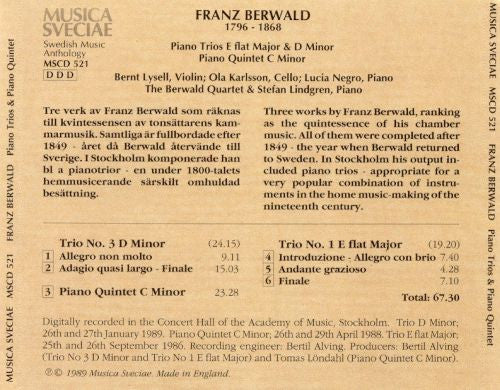 MUSICA
SVECIAE
Swedish Music
Anthology
MSCD 521
DDD
FRANZ BERWALD
1796 - 1868
Piano Trios E flat Major & D Minor
Piano Quintet C Minor
Bernt Lysell, Violin; Ola Karlsson, Cello; Lucia Negro, Piano
The Berwald Quartet & Stefan Lindgren, Piano
Tre verk av Franz Berwald som räknas
till kvintessensen av tonsättarens kam-
marmusik. Samtliga är fullbordade efter
1849 - året då Berwald återvände till
Sverige. I Stockholm komponerade han
bl a pianotrior - en under 1800-talets
hemmusicerande särskilt omhuldad
besättning.
Three works by Franz Berwald, ranking
as the quintessence of his chamber
music. All of them were completed after
1849 - the year when Berwald returned
to Sweden. In Stockholm his output
included piano trios - appropriate for a
very popular combination of instru-
ments in the home music-making of the
nineteenth century.
Trio No. 3 D Minor (24.15)
1 Allegro non molto 9.11
2 Adagio quasi largo - Finale 15.03
3 Piano Quintet C Minor 23.28
Trio No. 1 E flat Major (19.20)
4 Introduzione - Allegro con brio 7.40
5 Andante grazioso 4.28
6 Finale 7.10
Total: 67.30
Digitally recorded in the Concert Hall of the Academy of Music, Stockholm. Trio D Minor;
26th and 27th January 1989. Piano Quintet C Minor; 26th and 29th April 1988. Trio E flat Major;
25th and 26th September 1986. Recording engineer: Bertil Alving. Producers: Bertil Alving
(Trio No 3 D Minor and Trio No 1 E flat Major) and Tomas Löndahl (Piano Quintet C Minor).
Ⓟ © 1989 Musica Sveciae. Made in England.
MUSICA SVECIAE MSCD 521 FRANZ BERWALD Piano Trios & Piano Quintet
MUSICA SVECIAE MSCD 521 FRANZ BERWALD Piano Trios & Piano Quintet